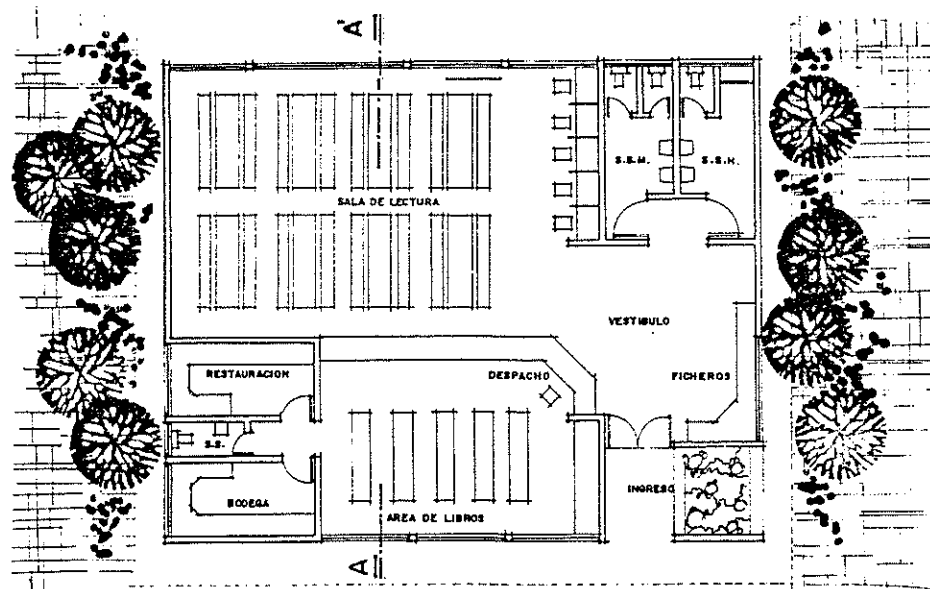 A'
S.S.M.
S.S.H.
SALA DE LECTURA
VESTIBULO
RESTAURACION
DESPACHO
FICHEROS
S.S.
INGRESO
BODEGA
AREA DE LIBROS
A